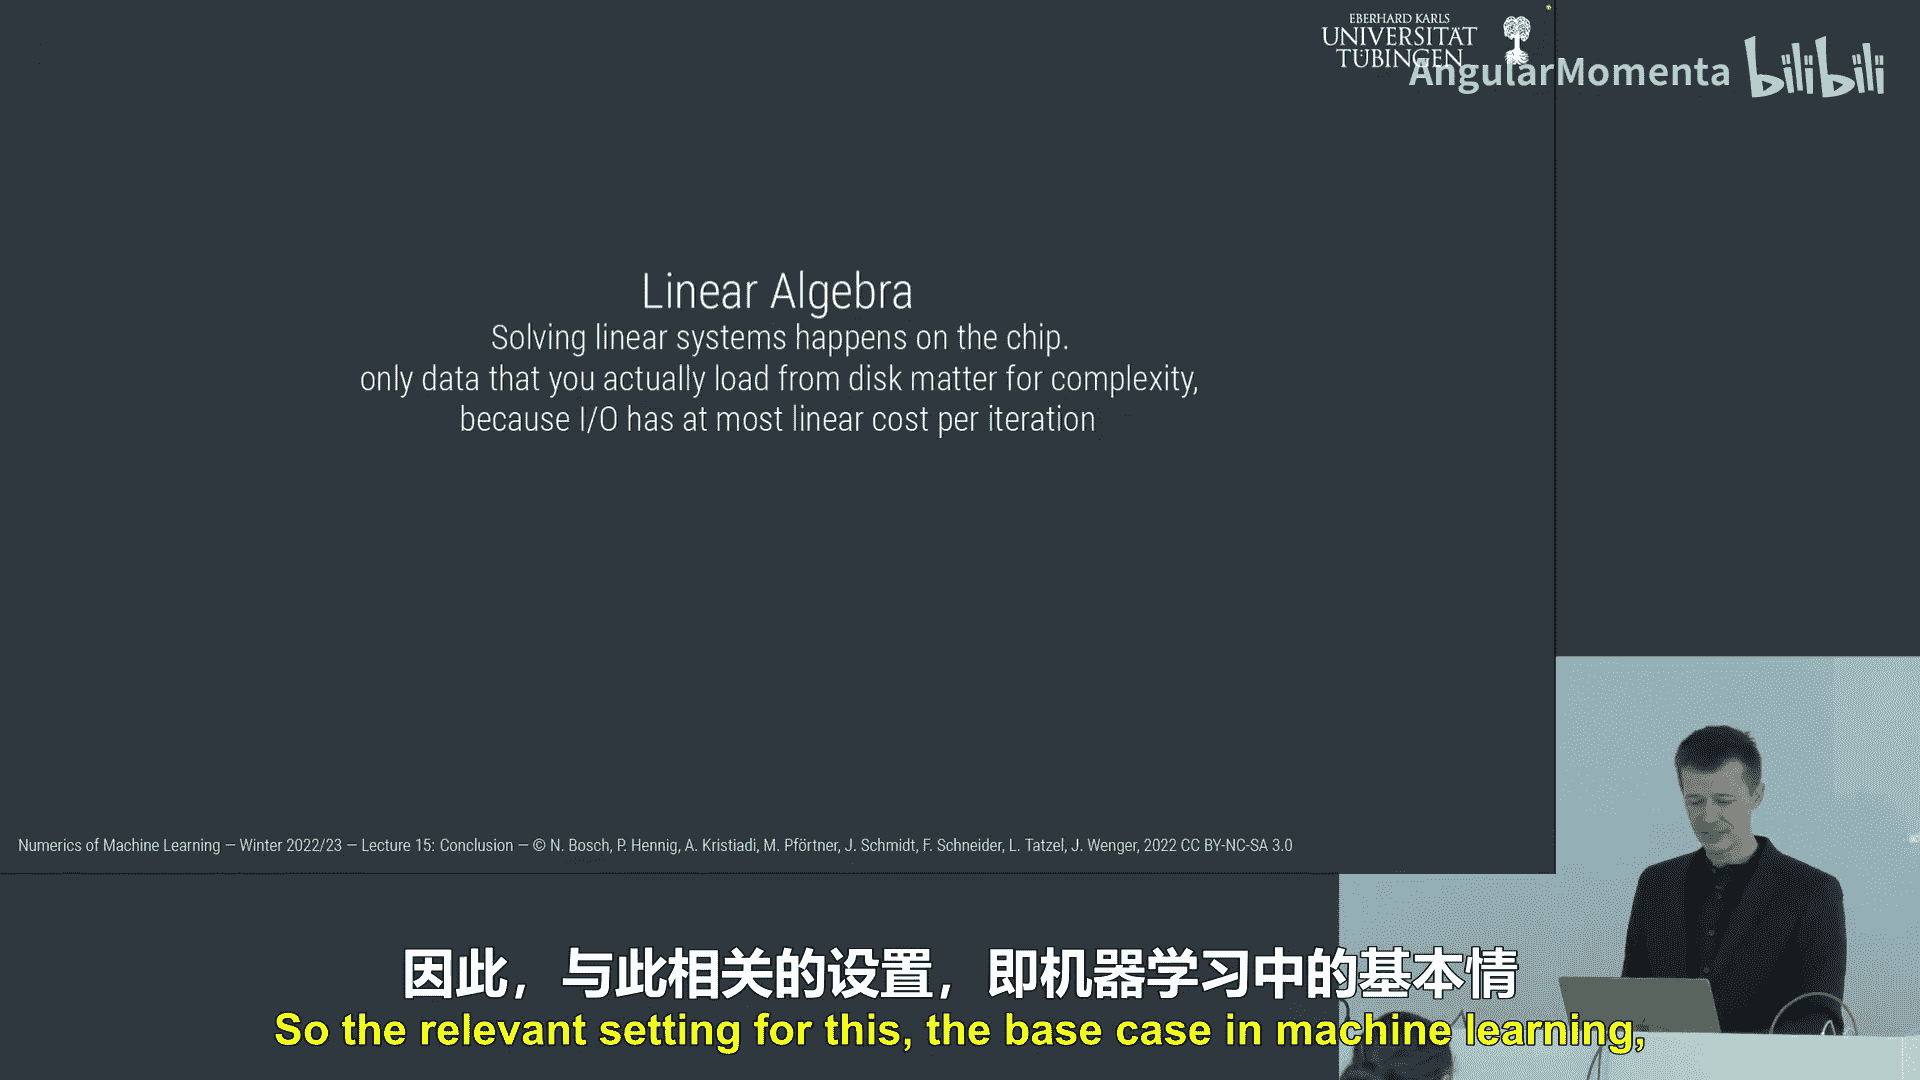 EBERHARD KARLS
UNIVERSITÄT
TÜBINGEN
AngularMomenta bilibili
Linear Algebra
Solving linear systems happens on the chip.
only data that you actually load from disk matter for complexity,
because I/O has at most linear cost per iteration
Numerics of Machine Learning — Winter 2022/23 — Lecture 15: Conclusion — © N. Bosch, P. Hennig, A. Kristiadi, M. Pförtner, J. Schmidt, F. Schneider, L. Tatzel, J. Wenger, 2022 CC BY-NC-SA 3.0
因此，与此相关的设置，即机器学习中的基本情
So the relevant setting for this, the base case in machine learning,